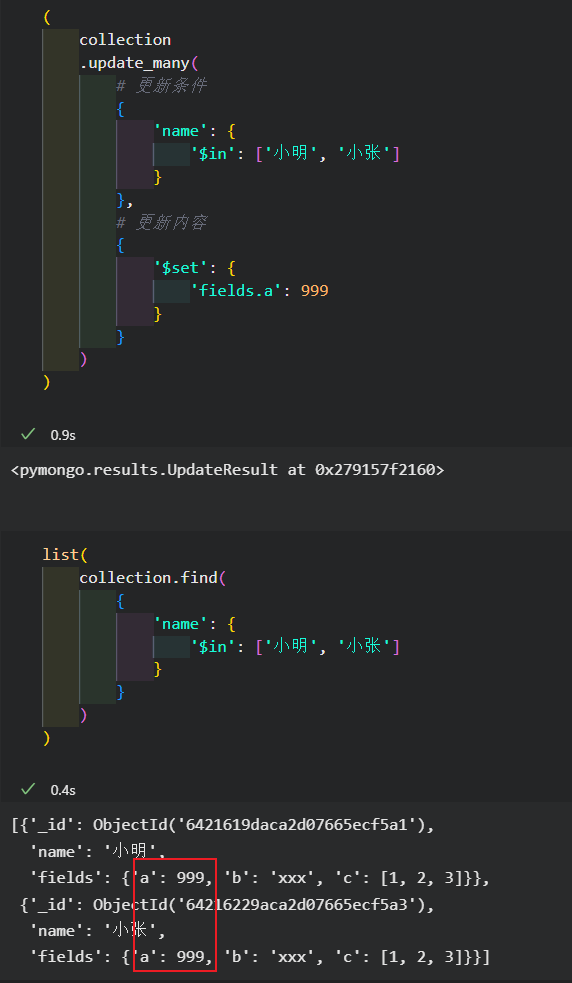 (
    collection
    .update_many(
        # 更新条件
        {
            'name': {
                '$in': ['小明', '小张']
            }
        },
        # 更新内容
        {
            '$set': {
                'fields.a': 999
            }
        }
    )
)
✓ 0.9s
<pymongo.results.UpdateResult at 0x279157f2160>
list(
    collection.find(
        {
            'name': {
                '$in': ['小明', '小张']
            }
        }
    )
)
✓ 0.4s
[{'_id': ObjectId('6421619daca2d07665ecf5a1'),
  'name': '小明',
  'fields': {'a': 999, 'b': 'xxx', 'c': [1, 2, 3]}},
 {'_id': ObjectId('64216229aca2d07665ecf5a3'),
  'name': '小张',
  'fields': {'a': 999, 'b': 'xxx', 'c': [1, 2, 3]}}]